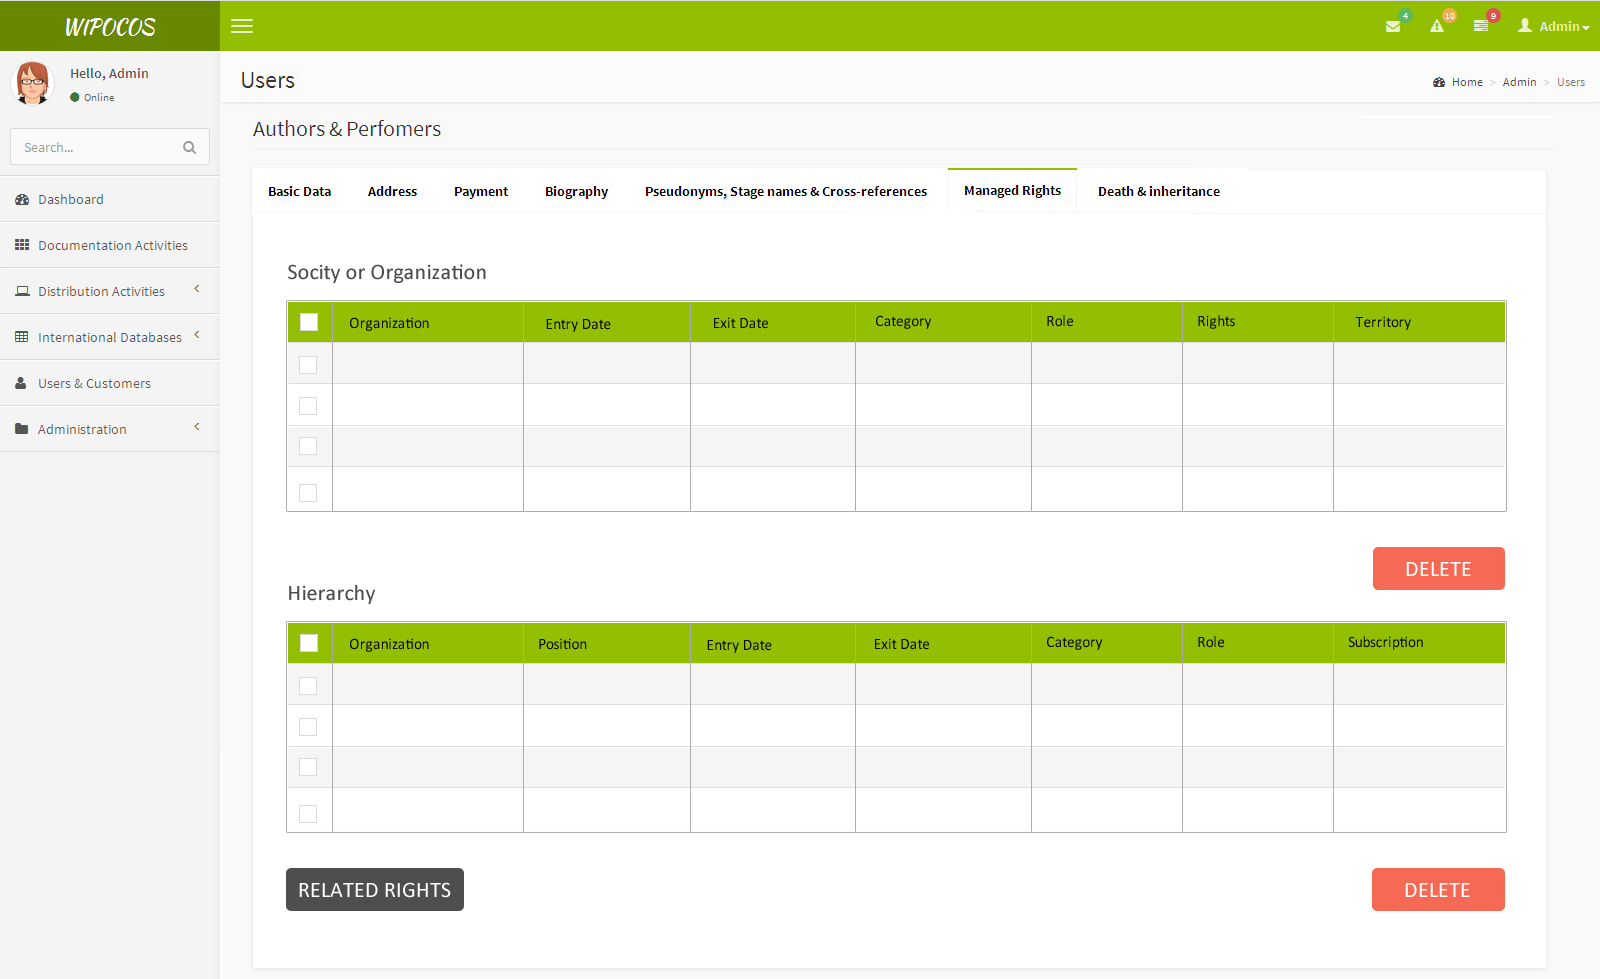 WIPOCOS
4
10
9
Admin
Hello, Admin
Online
Search...
Dashboard
Documentation Activities
Distribution Activities
International Databases
Users & Customers
Administration
Users
Home > Admin > Users
Authors & Perfomers
Basic Data Address Payment Biography Pseudonyms, Stage names & Cross-references Managed Rights Death & inheritance
Socity or Organization
Organization Entry Date Exit Date Category Role Rights Territory
DELETE
Hierarchy
Organization Position Entry Date Exit Date Category Role Subscription
RELATED RIGHTS
DELETE